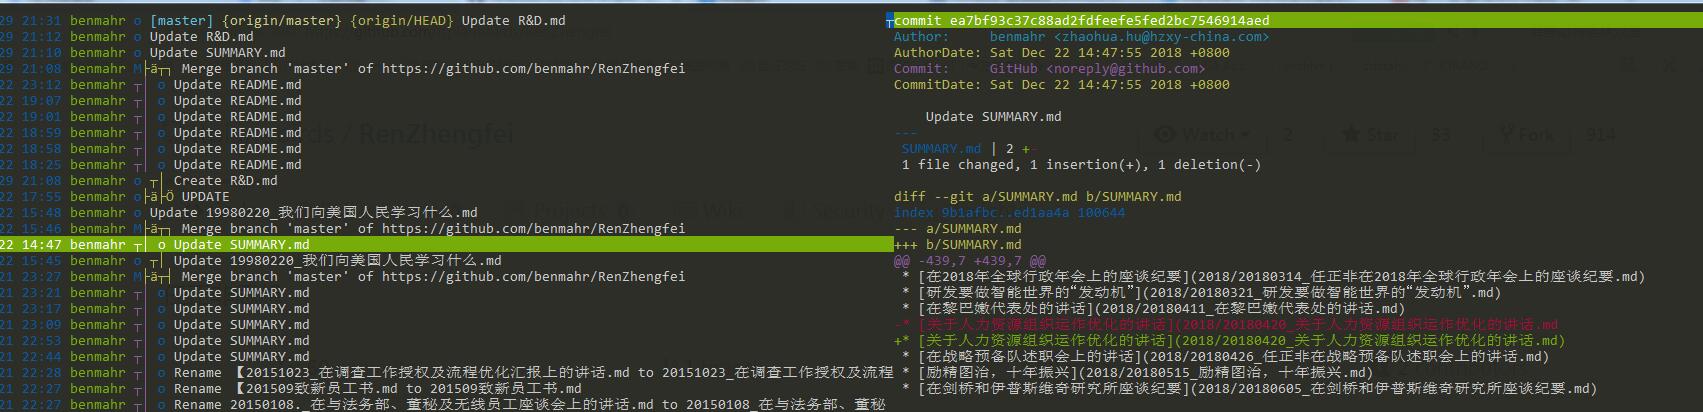 29 21:31 benmahr o [master] {origin/master} {origin/HEAD} Update R&D.md
29 21:12 benmahr o Update R&D.md
29 21:10 benmahr o Update SUMMARY.md
29 21:08 benmahr M├ä┬┐ Merge branch 'master' of https://github.com/benmahr/RenZhengfei
22 23:12 benmahr ┬│ o Update README.md
22 19:07 benmahr ┬│ o Update README.md
22 19:01 benmahr ┬│ o Update README.md
22 18:59 benmahr ┬│ o Update README.md
22 18:58 benmahr ┬│ o Update README.md
22 18:25 benmahr ┬│ o Update README.md
29 21:08 benmahr o ┬│ Create R&D.md
22 17:55 benmahr o├ä├Ö UPDATE
22 15:48 benmahr o Update 19980220_我们向美国人民学习什么.md
22 15:46 benmahr M├ä┬┐ Merge branch 'master' of https://github.com/benmahr/RenZhengfei
22 14:47 benmahr ┬│ o Update SUMMARY.md
22 15:45 benmahr o ┬│ Update 19980220_我们向美国人民学习什么.md
21 23:27 benmahr M├ä┬┤ Merge branch 'master' of https://github.com/benmahr/RenZhengfei
21 23:21 benmahr ┬│ o Update SUMMARY.md
21 23:17 benmahr ┬│ o Update SUMMARY.md
21 23:09 benmahr ┬│ o Update SUMMARY.md
21 22:53 benmahr ┬│ o Update SUMMARY.md
21 22:44 benmahr ┬│ o Update SUMMARY.md
21 22:28 benmahr ┬│ o Rename 【20151023_在调查工作授权及流程优化汇报上的讲话.md to 20151023_在调查工作授权及流程
21 22:27 benmahr ┬│ o Rename 【201509致新员工书.md to 201509致新员工书.md
21 22:27 benmahr ┬│ o Rename 20150108._在与法务部、董秘及无线员工座谈会上的讲话.md to 20150108_在与法务部、董秘
commit ea7bf93c37c88ad2fdfeefe5fed2bc7546914aed
Author: benmahr <zhaohua.hu@hzxy-china.com>
AuthorDate: Sat Dec 22 14:47:55 2018 +0800
Commit: GitHub <noreply@github.com>
CommitDate: Sat Dec 22 14:47:55 2018 +0800
Update SUMMARY.md
---
SUMMARY.md | 2 +-
1 file changed, 1 insertion(+), 1 deletion(-)
diff --git a/SUMMARY.md b/SUMMARY.md
index 9b1afbc..ed1aa4a 100644
--- a/SUMMARY.md
+++ b/SUMMARY.md
@@ -439,7 +439,7 @@
* [在2018年全球行政年会上的座谈纪要](2018/20180314_任正非在2018年全球行政年会上的座谈纪要.md)
* [研发要做智能世界的“发动机”](2018/20180321_研发要做智能世界的“发动机”.md)
* [在黎巴嫩代表处的讲话](2018/20180411_在黎巴嫩代表处的讲话.md)
-* [关于人力资源组织运作优化的讲话](2018/20180420_关于人力资源组织运作优化的讲话.md
+* [关于人力资源组织运作优化的讲话](2018/20180420_关于人力资源组织运作优化的讲话.md)
* [在战略预备队述职会上的讲话](2018/20180426_任正非在战略预备队述职会上的讲话.md)
* [励精图治，十年振兴](2018/20180515_励精图治，十年振兴.md)
* [在剑桥和伊普斯维奇研究所座谈纪要](2018/20180605_在剑桥和伊普斯维奇研究所座谈纪要.md)
ds / RenZhengfei
Watch 2
Star 33
Fork 914
Projects 0
Wiki
Security